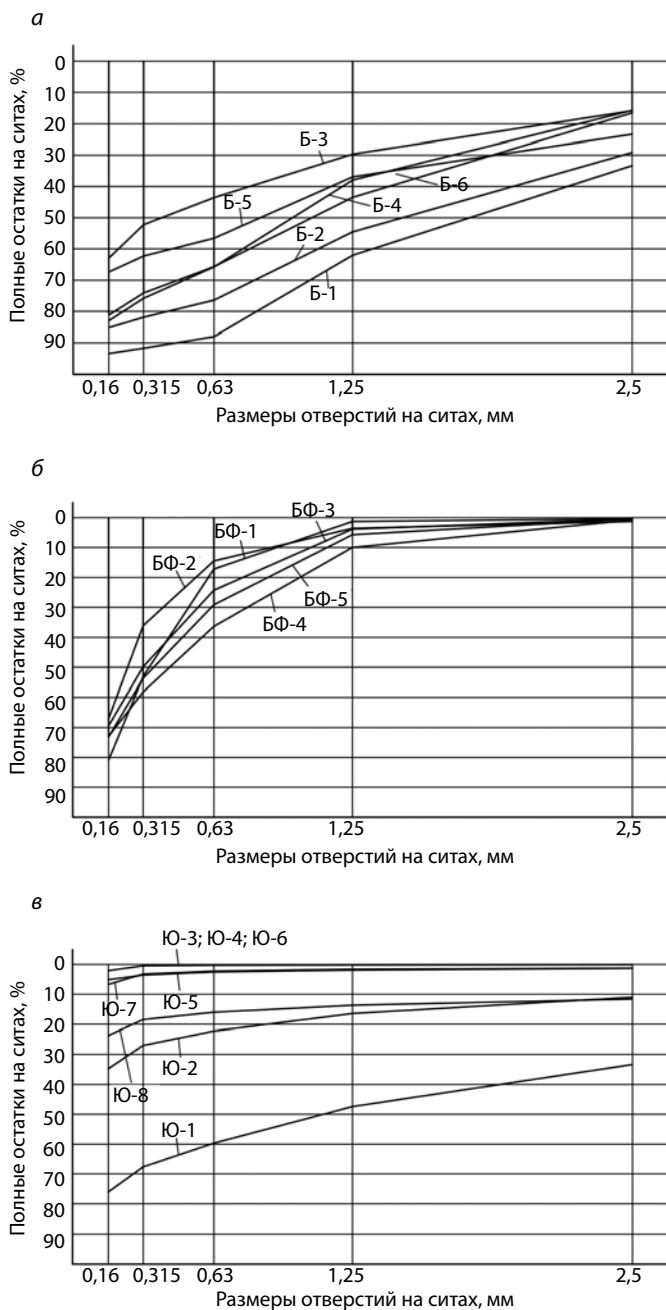 а
Полные остатки на ситах, %
0
10
20
30
40
50
60
70
80
90
Б-3
Б-5
Б-6
Б-4
Б-2
Б-1
0,16 0,315 0,63 1,25 2,5
Размеры отверстий на ситах, мм
б
Полные остатки на ситах, %
0
10
20
30
40
50
60
70
80
90
БФ-3
БФ-1
БФ-2
БФ-5
БФ-4
0,16 0,315 0,63 1,25 2,5
Размеры отверстий на ситах, мм
в
Полные остатки на ситах, %
0
10
20
30
40
50
60
70
80
90
Ю-3; Ю-4; Ю-6
Ю-7 Ю-5
Ю-2
Ю-8
Ю-1
0,16 0,315 0,63 1,25 2,5
Размеры отверстий на ситах, мм